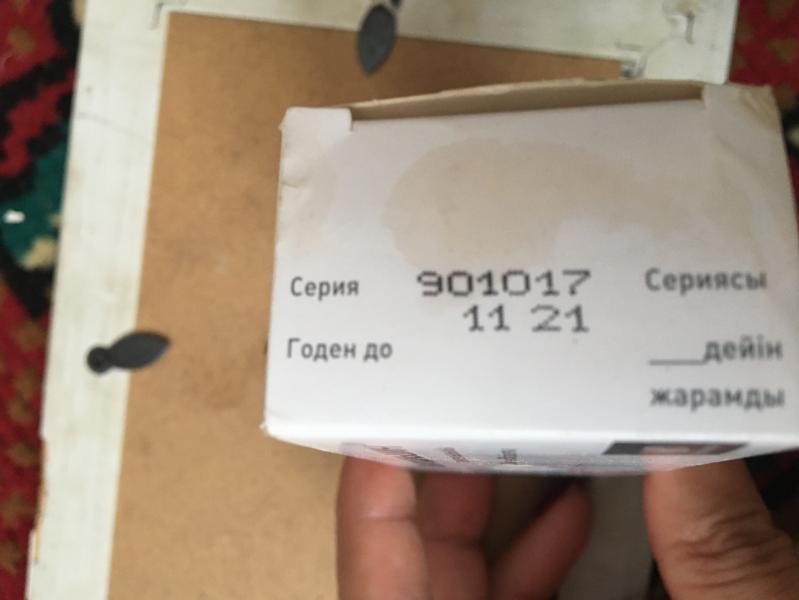 Серия 901017 Сериясы
11 21
Годен до ____дейін
жарамды